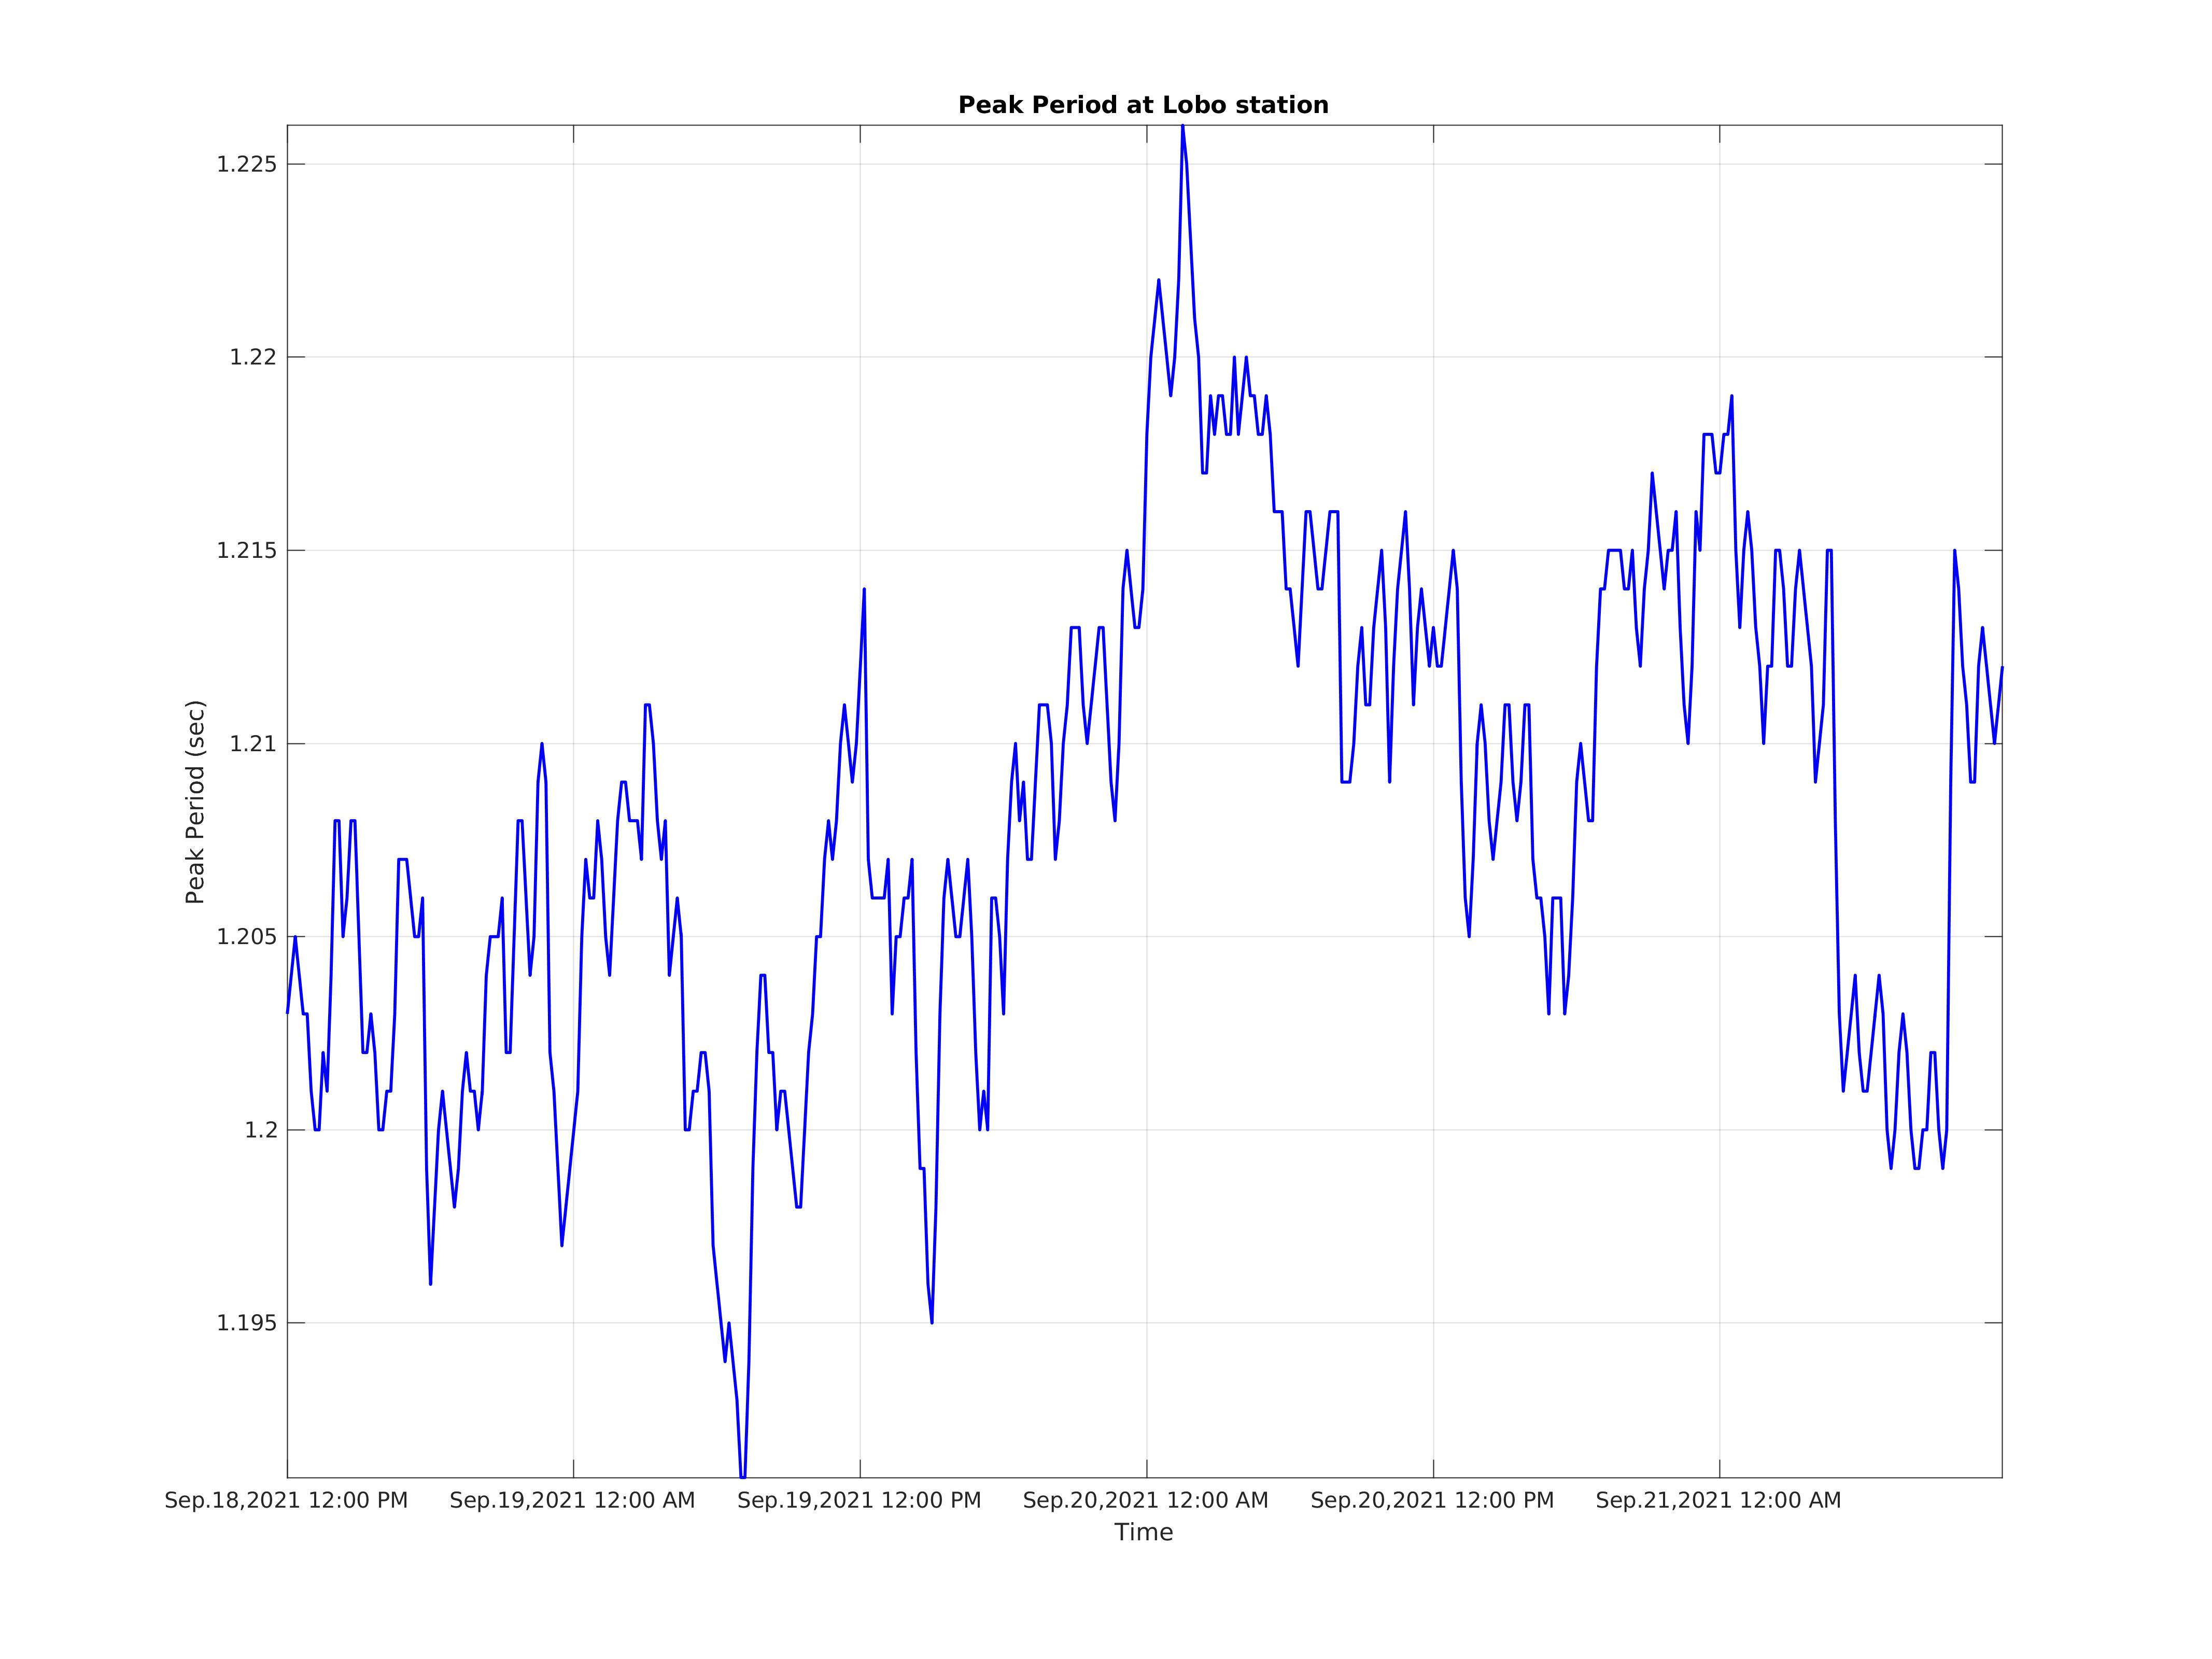 Peak Period at Lobo station
1.225
1.22
1.215
1.21
1.205
1.2
1.195
Peak Period (sec)
Sep.18,2021 12:00 PM Sep.19,2021 12:00 AM Sep.19,2021 12:00 PM Sep.20,2021 12:00 AM Sep.20,2021 12:00 PM Sep.21,2021 12:00 AM
Time